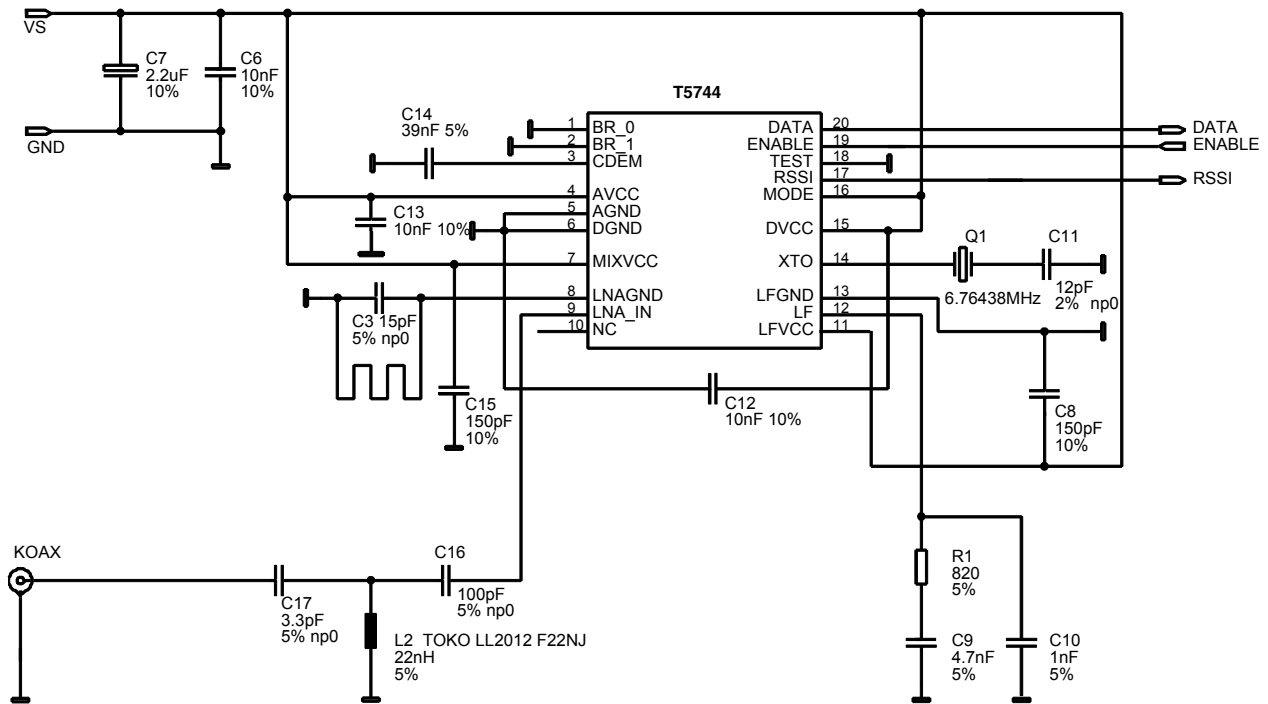 VS
GND
C7
2.2uF
10%
C6
10nF
10%
T5744
C14
39nF 5%
1 BR_0
2 BR_1
3 CDEM
4 AVCC
5 AGND
6 DGND
7 MIXVCC
8 LNAGND
9 LNA_IN
10 NC
DATA 20
ENABLE 19
TEST 18
RSSI 17
MODE 16
DVCC 15
XTO 14
LFGND 13
LF 12
LFVCC 11
DATA
ENABLE
RSSI
C13
10nF 10%
Q1
6.76438MHz
C11
12pF
2% np0
C3 15pF
5% np0
C15
150pF
10%
C12
10nF 10%
C8
150pF
10%
KOAX
C17
3.3pF
5% np0
C16
100pF
5% np0
L2 TOKO LL2012 F22NJ
22nH
5%
R1
820
5%
C9
4.7nF
5%
C10
1nF
5%